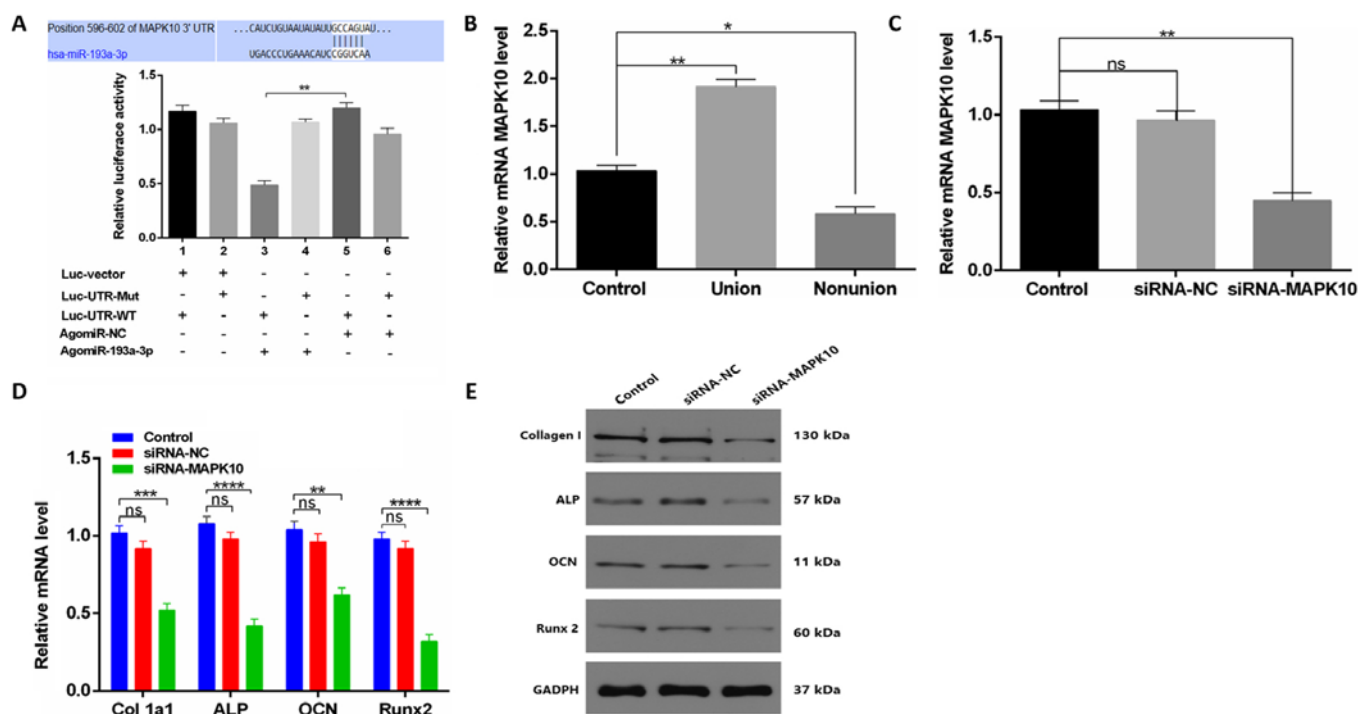 A
Position 596-602 of MAPK10 3' UTR ...CAUCUGUAAUAUAUUGCCAGUAU...
hsa-miR-193a-3p UGACCCUGAAACAUCCGGUCAA
Relative luciferace activity
1.5
1.0
0.5
0.0
**
1 2 3 4 5 6
Luc-vector + + - - - -
Luc-UTR-Mut - + - + - +
Luc-UTR-WT + - + - + -
AgomiR-NC - - - - + +
AgomiR-193a-3p - - + + - -
B
Relative mRNA MAPK10 level
2.5
2.0
1.5
1.0
0.5
0.0
*
**
Control Union Nonunion
C
Relative mRNA MAPK10 level
1.5
1.0
0.5
0.0
**
ns
Control siRNA-NC siRNA-MAPK10
D
Control
siRNA-NC
siRNA-MAPK10
Relative mRNA level
1.5
1.0
0.5
0.0
*** **** ** ****
ns ns ns ns
Col 1a1 ALP OCN Runx2
E
Control siRNA-NC siRNA-MAPK10
Collagen I 130 kDa
ALP 57 kDa
OCN 11 kDa
Runx 2 60 kDa
GADPH 37 kDa